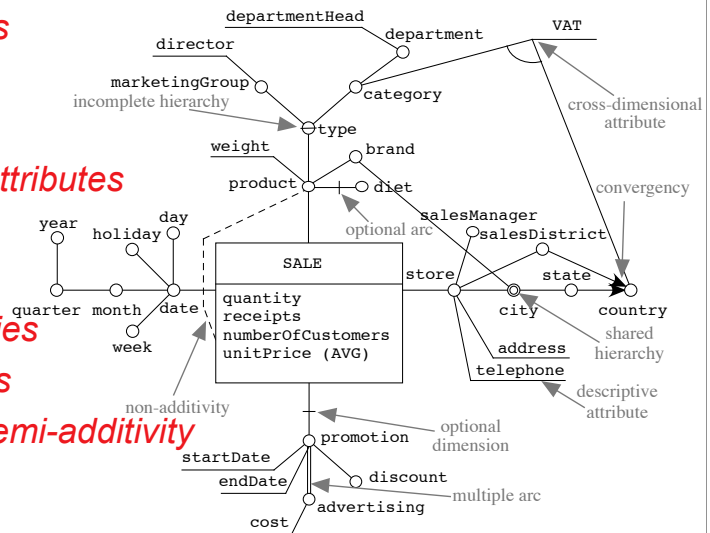 departmentHead
VAT
s
department
director
marketingGroup
category
incomplete hierarchy
cross-dimensional
attribute
type
weight
brand
ttributes
product
diet
convergency
optional arc
salesManager
year
day
holiday
salesDistrict
SALE
store
state
quarter
month
date
quantity
receipts
numberOfCustomers
unitPrice (AVG)
city
country
ies
week
shared
hierarchy
address
telephone
s
non-additivity
descriptive
attribute
emi-additivity
optional
dimension
promotion
startDate
endDate
discount
multiple arc
advertising
cost